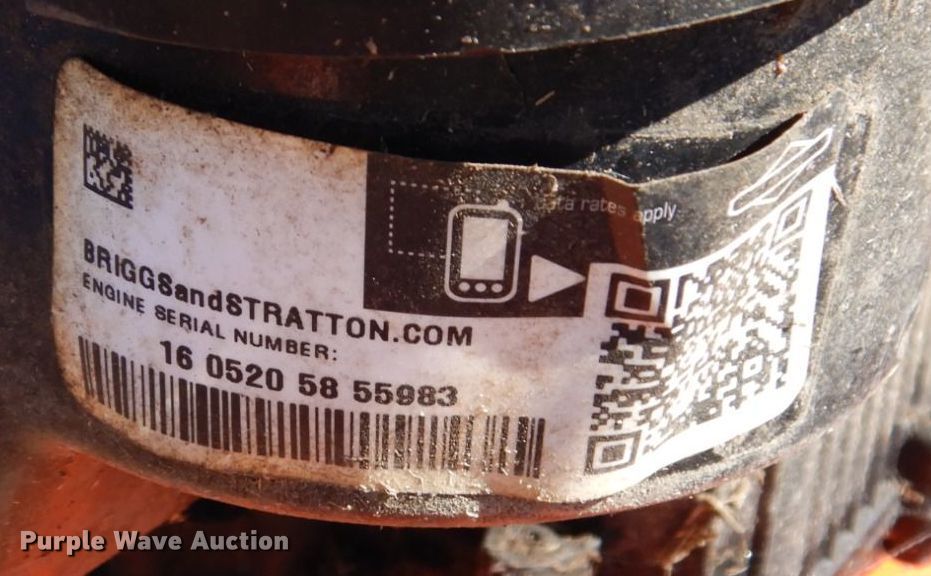 data rates apply
BRIGGSandSTRATTON.COM
ENGINE SERIAL NUMBER:
16 0520 58 55983
Purple Wave Auction